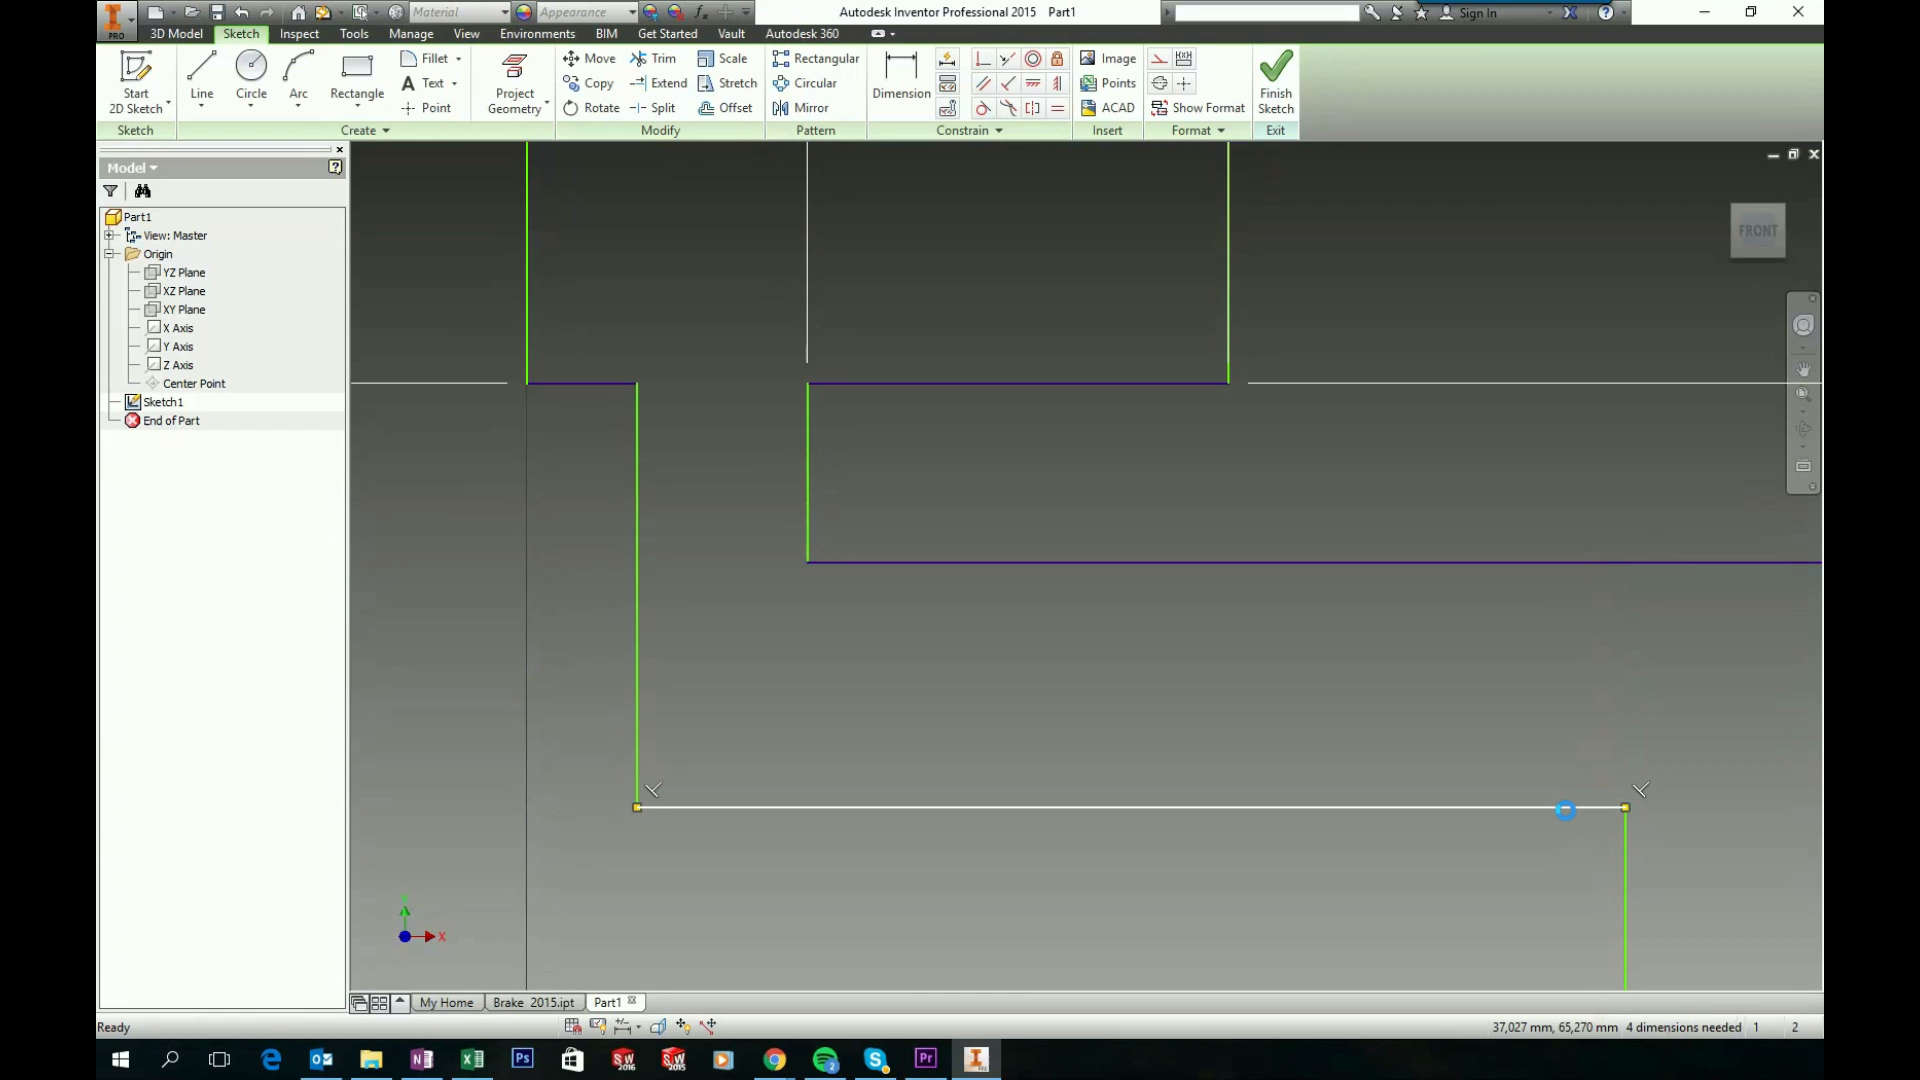 Material
Appearance
Autodesk Inventor Professional 2015 Part1
Sign In
PRO
3D Model Sketch Inspect Tools Manage View Environments BIM Get Started Vault Autodesk 360
Start
2D Sketch
Line
Circle
Arc
Rectangle
Fillet
Text
Point
Project
Geometry
Move
Copy
Rotate
Trim
Extend
Split
Scale
Stretch
Offset
Rectangular
Circular
Mirror
Dimension
Image
Points
ACAD
Show Format
Finish
Sketch
Sketch Create Modify Pattern Constrain Insert Format Exit
Model
Part1
View: Master
Origin
YZ Plane
XZ Plane
XY Plane
X Axis
Y Axis
Z Axis
Center Point
Sketch1
End of Part
FRONT
X
My Home Brake 2015.ipt Part1
Ready
37,027 mm, 65,270 mm 4 dimensions needed 1 2